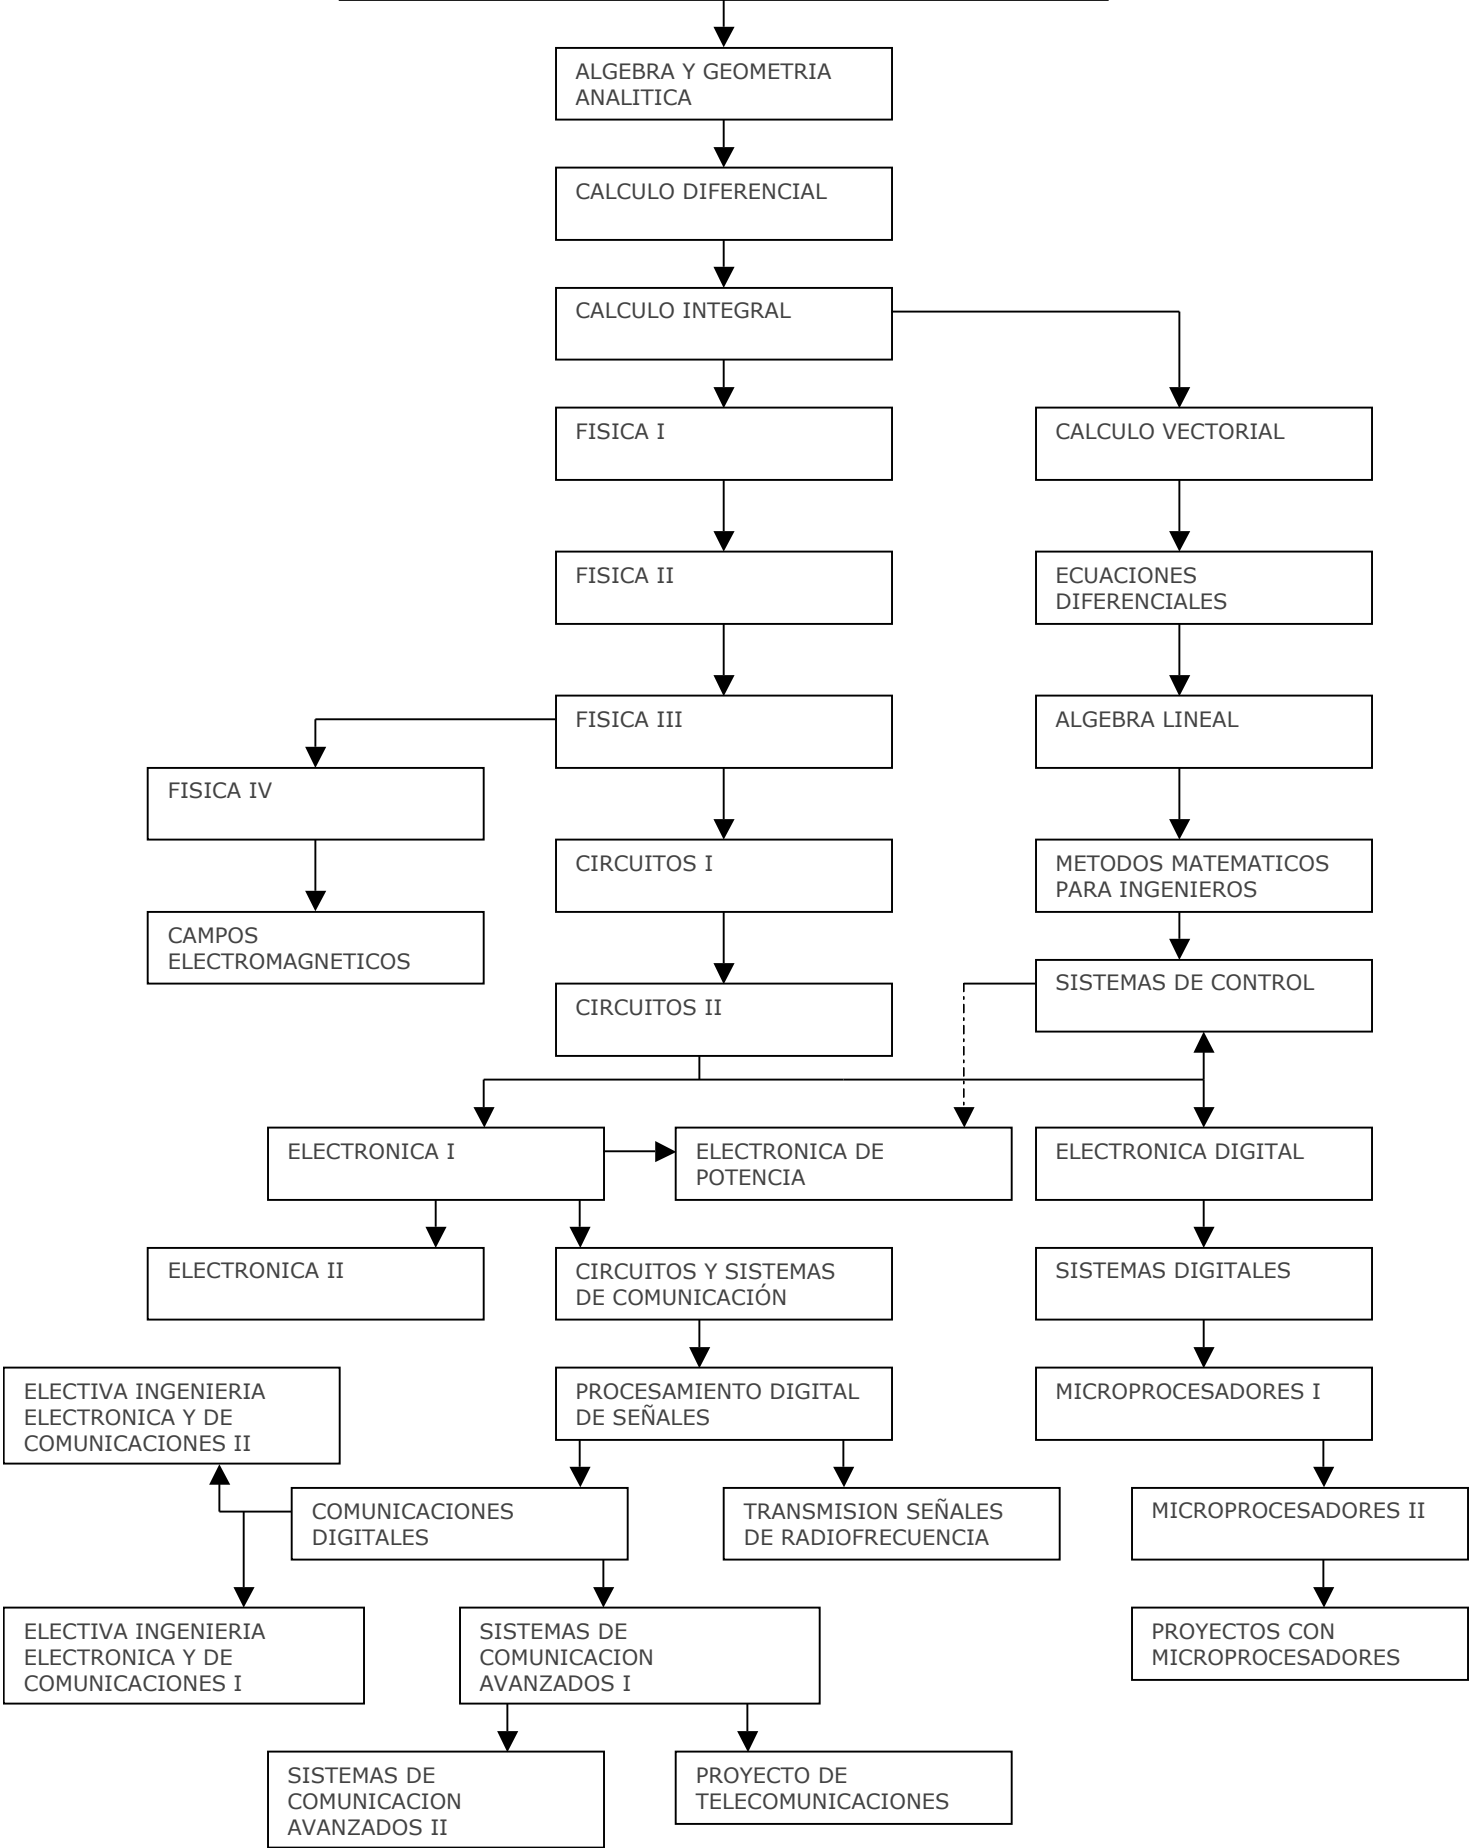 ALGEBRA Y GEOMETRIA
ANALITICA
CALCULO DIFERENCIAL
CALCULO INTEGRAL
FISICA I
CALCULO VECTORIAL
FISICA II
ECUACIONES
DIFERENCIALES
FISICA III
ALGEBRA LINEAL
FISICA IV
CIRCUITOS I
METODOS MATEMATICOS
PARA INGENIEROS
CAMPOS
ELECTROMAGNETICOS
CIRCUITOS II
SISTEMAS DE CONTROL
ELECTRONICA I
ELECTRONICA DE
POTENCIA
ELECTRONICA DIGITAL
ELECTRONICA II
CIRCUITOS Y SISTEMAS
DE COMUNICACIÓN
SISTEMAS DIGITALES
ELECTIVA INGENIERIA
ELECTRONICA Y DE
COMUNICACIONES II
PROCESAMIENTO DIGITAL
DE SEÑALES
MICROPROCESADORES I
COMUNICACIONES
DIGITALES
TRANSMISION SEÑALES
DE RADIOFRECUENCIA
MICROPROCESADORES II
ELECTIVA INGENIERIA
ELECTRONICA Y DE
COMUNICACIONES I
SISTEMAS DE
COMUNICACION
AVANZADOS I
PROYECTOS CON
MICROPROCESADORES
SISTEMAS DE
COMUNICACION
AVANZADOS II
PROYECTO DE
TELECOMUNICACIONES